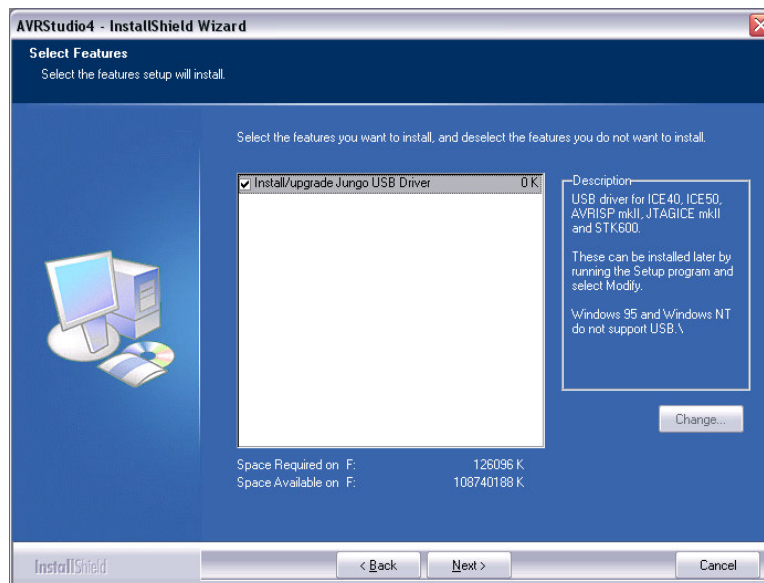 AVRStudio4 - InstallShield Wizard
Select Features
Select the features setup will install.
Select the features you want to install, and deselect the features you do not want to install.
Install/upgrade Jungo USB Driver 0 K
Description
USB driver for ICE40, ICE50,
AVRISP mkII, JTAGICE mkII
and STK600.
These can be installed later by
running the Setup program and
select Modify.
Windows 95 and Windows NT
do not support USB.\
Change...
Space Required on F: 126096 K
Space Available on F: 108740188 K
InstallShield
< Back Next > Cancel